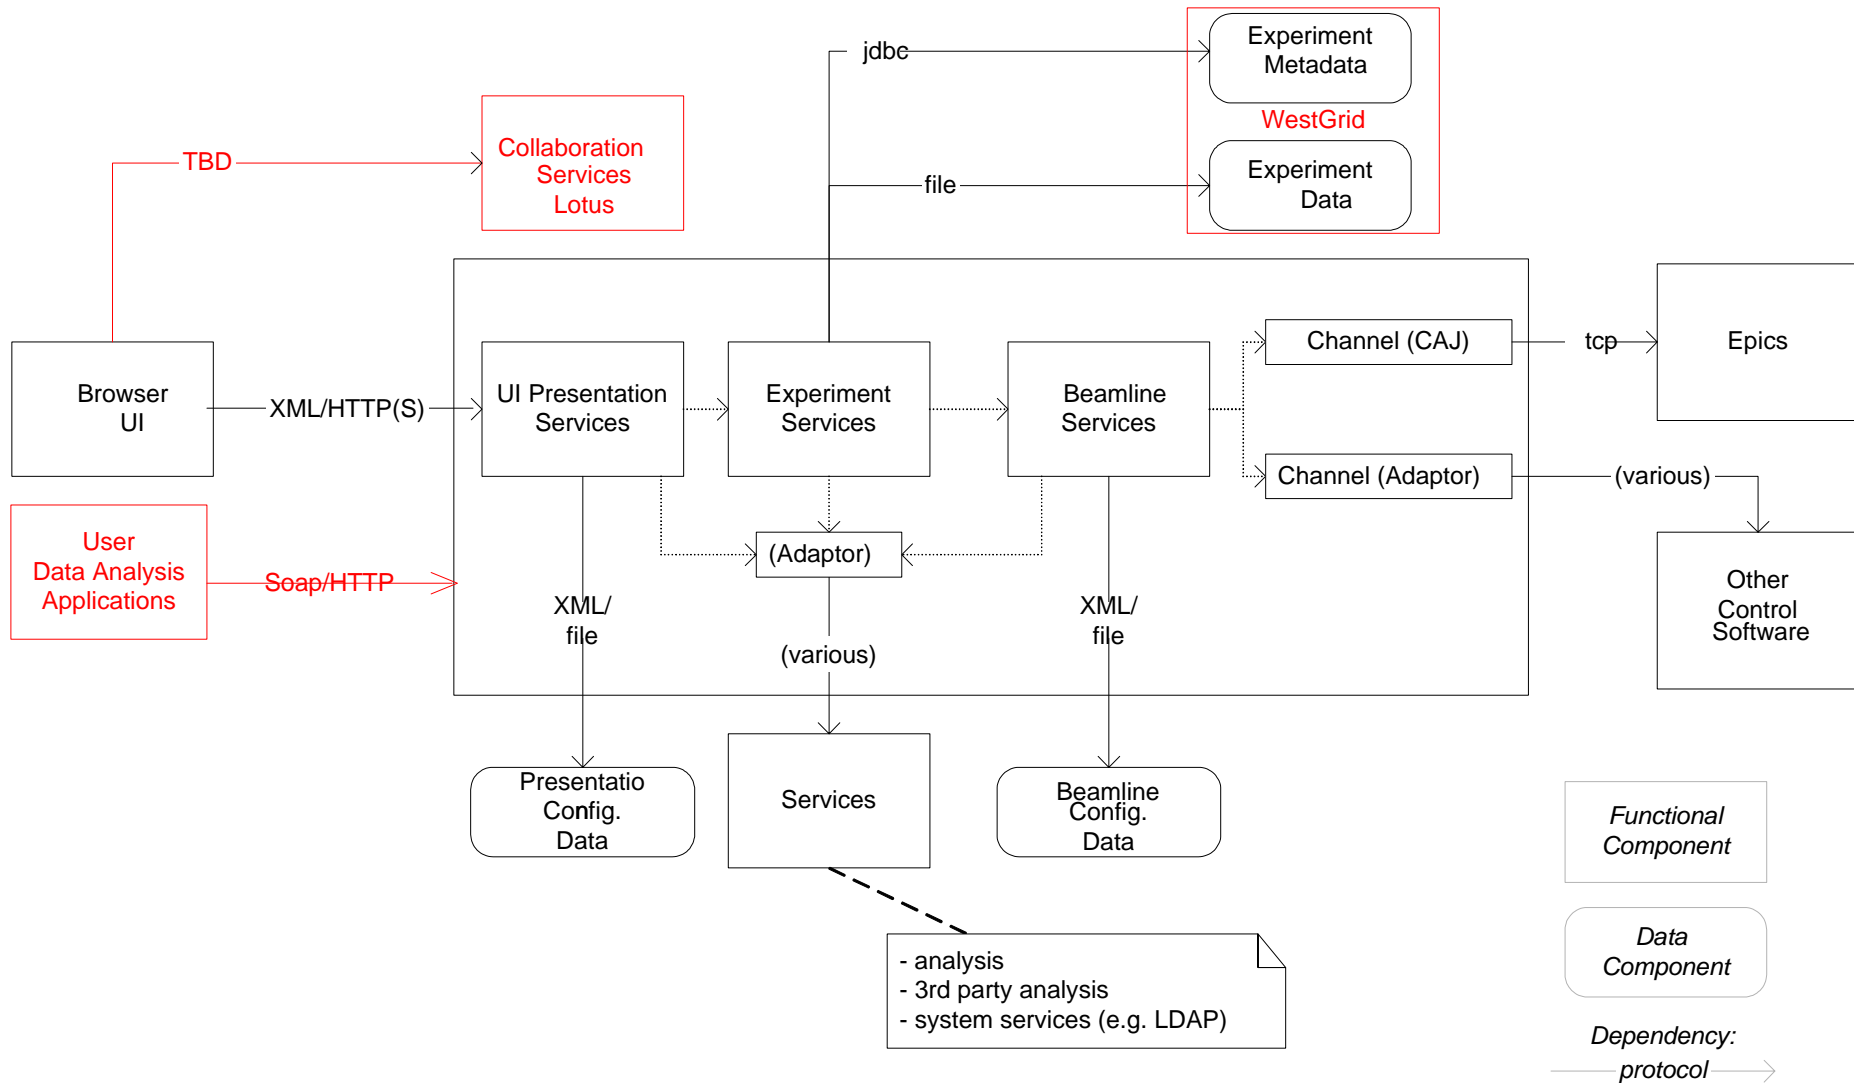 jdbc
Experiment
Metadata
WestGrid
TBD
Collaboration
Services
Lotus
file
Experiment
Data
Browser
UI
XML/HTTP(S)
UI Presentation
Services
Experiment
Services
Beamline
Services
Channel (CAJ)
tcp
Epics
Channel (Adaptor)
(various)
User
Data Analysis
Applications
Soap/HTTP
(Adaptor)
XML/
file
(various)
XML/
file
Other
Control
Software
Presentatio
Config.
Data
Services
Beamline
Config.
Data
Functional
Component
Data
Component
- analysis
- 3rd party analysis
- system services (e.g. LDAP)
Dependency:
protocol